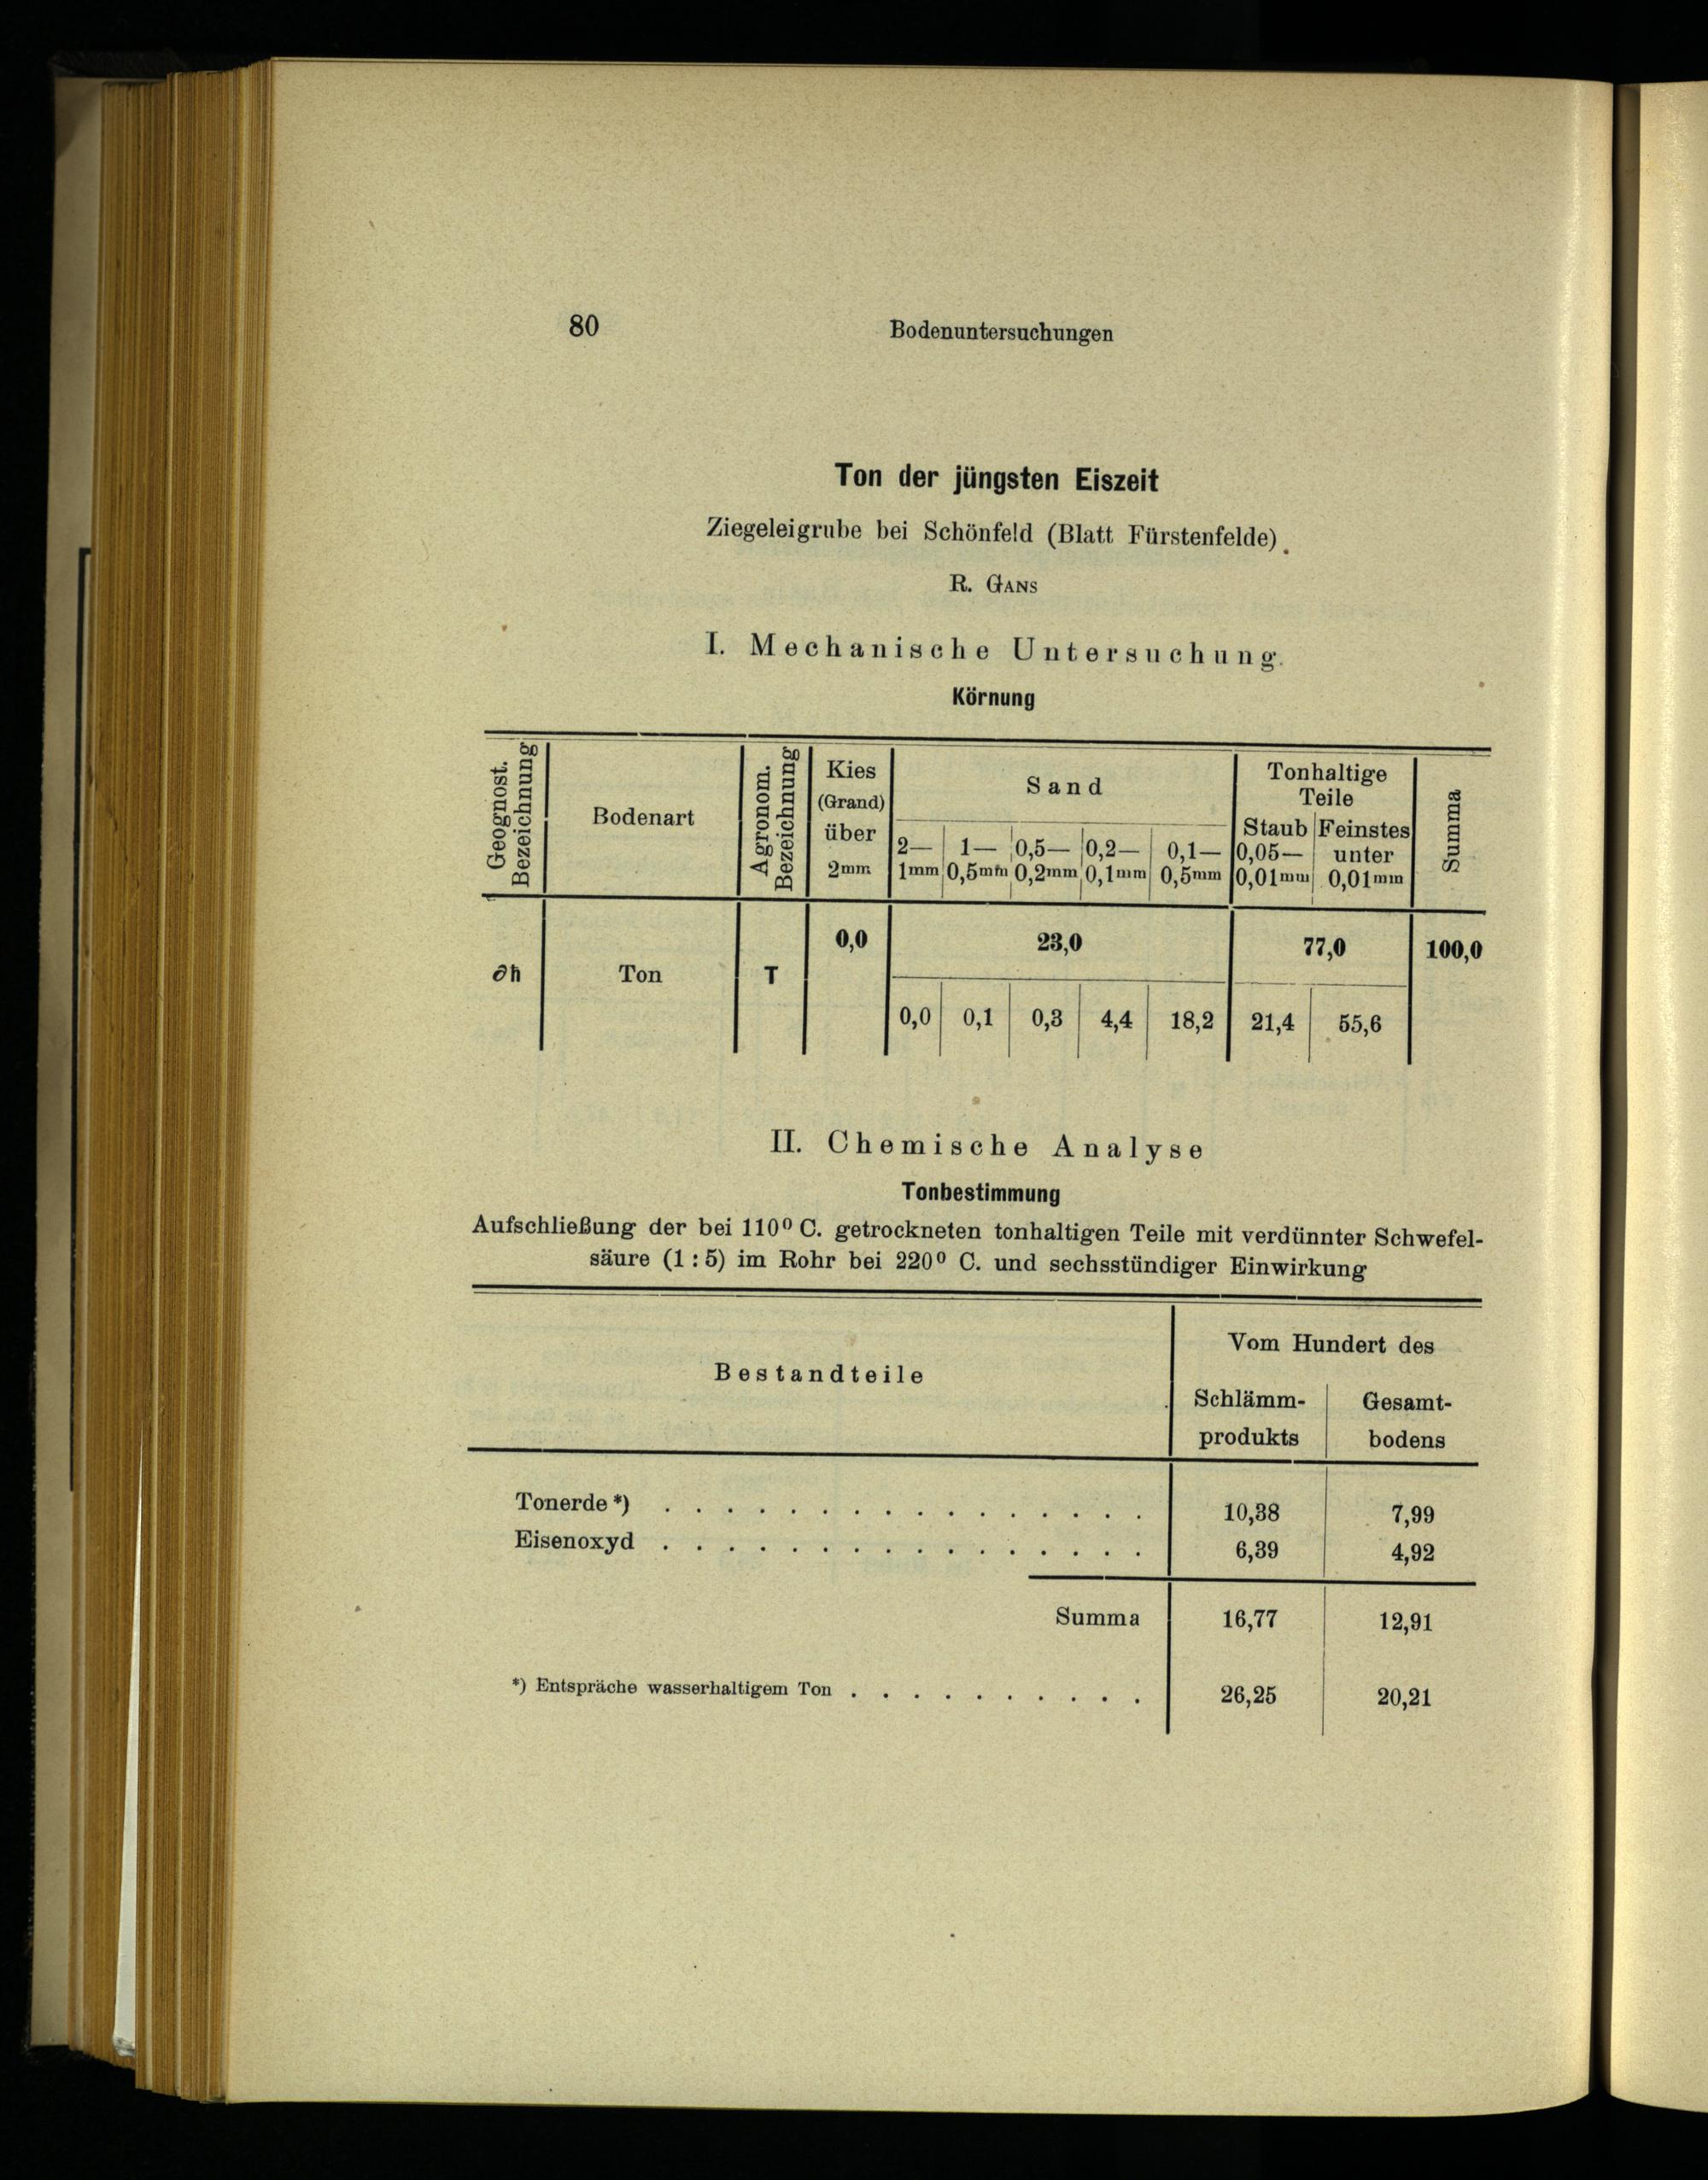 80 Bodenuntersuchungen
Ton der jüngsten Eiszeit
Ziegeleigrube bei Schönfeld (Blatt Fürstenfelde).
R. GANS
I. Mechanische Untersuchung.
Körnung
Geognost. Bezeichnung
Bodenart
Agronom. Bezeichnung
Kies
(Grand)
über
2mm
Sand
2— 1— 0,5— 0,2— 0,1—
1mm 0,5mm 0,2mm 0,1mm 0,5mm
Tonhaltige
Teile
Staub Feinstes
0,05— unter
0,01mm 0,01mm
Summa
∂h Ton T 0,0 23,0 77,0 100,0
0,0 0,1 0,3 4,4 18,2 21,4 55,6
II. Chemische Analyse
Tonbestimmung
Aufschließung der bei 110⁰ C. getrockneten tonhaltigen Teile mit verdünnter Schwefel-
säure (1 : 5) im Rohr bei 220⁰ C. und sechsstündiger Einwirkung
Bestandteile
Vom Hundert des
Schlämm- Gesamt-
produkts bodens
Tonerde *) . . . . . . . . . . . . . . . . 10,38 7,99
Eisenoxyd . . . . . . . . . . . . . . . . 6,39 4,92
Summa 16,77 12,91
*) Entspräche wasserhaltigem Ton . . . . . . . . . . 26,25 20,21